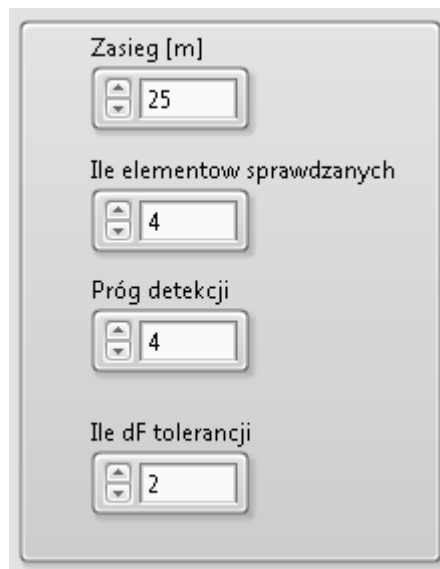 Zasieg [m]
25
Ile elementow sprawdzanych
4
Próg detekcji
4
Ile dF tolerancji
2